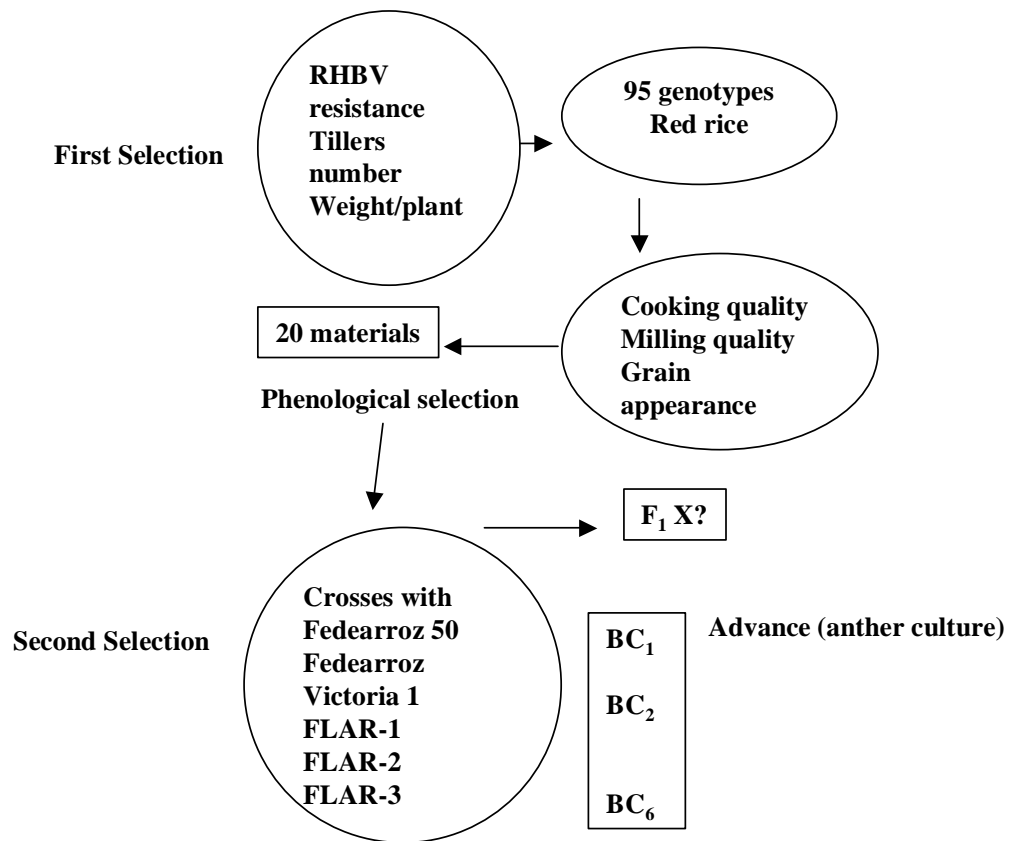 RHBV
resistance
Tillers
number
Weight/plant
95 genotypes
Red rice
First Selection
Cooking quality
Milling quality
Grain
appearance
20 materials
Phenological selection
F₁ X?
Crosses with
Fedearroz 50
Fedearroz
Victoria 1
FLAR-1
FLAR-2
FLAR-3
Second Selection
BC₁
BC₂
BC₆
Advance (anther culture)